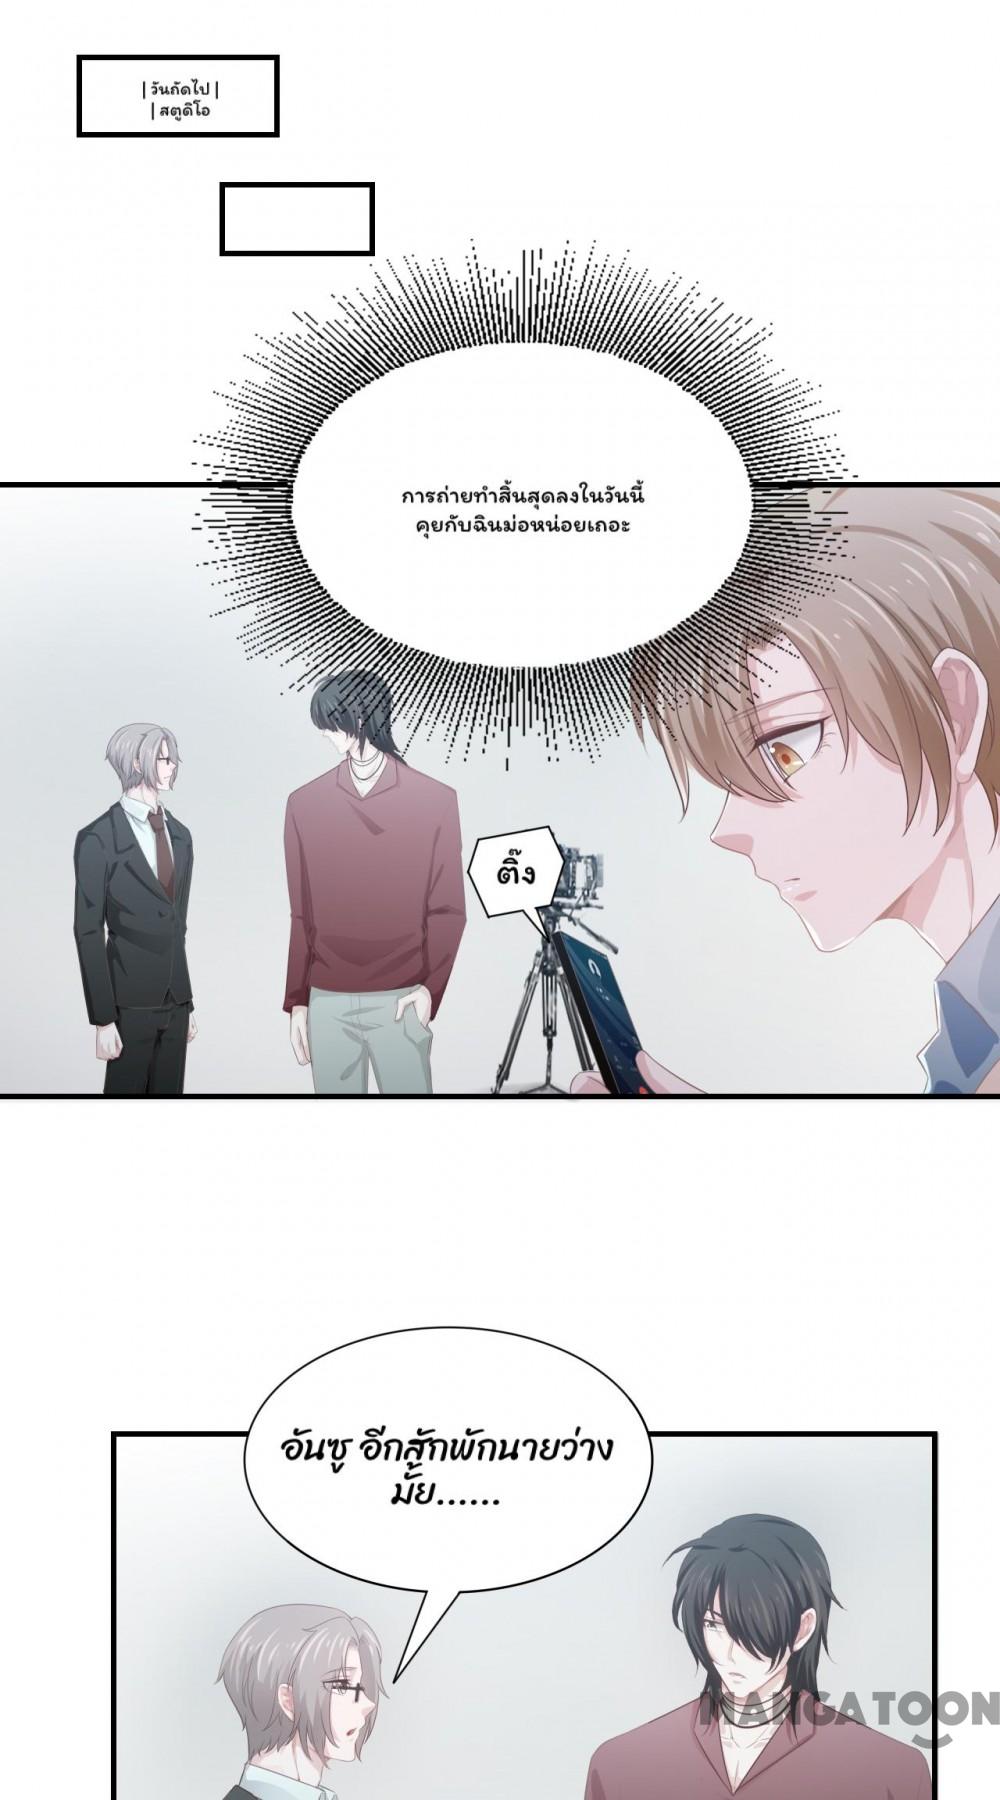 | วันถัดไป |
| สตูดิโอ
การถ่ายทำสิ้นสุดลงในวันนี้
คุยกับฉินม่อหน่อยเถอะ
ติ๊ง
อันซู อีกสักพักนายว่าง
มั้ย......
MANGATOON